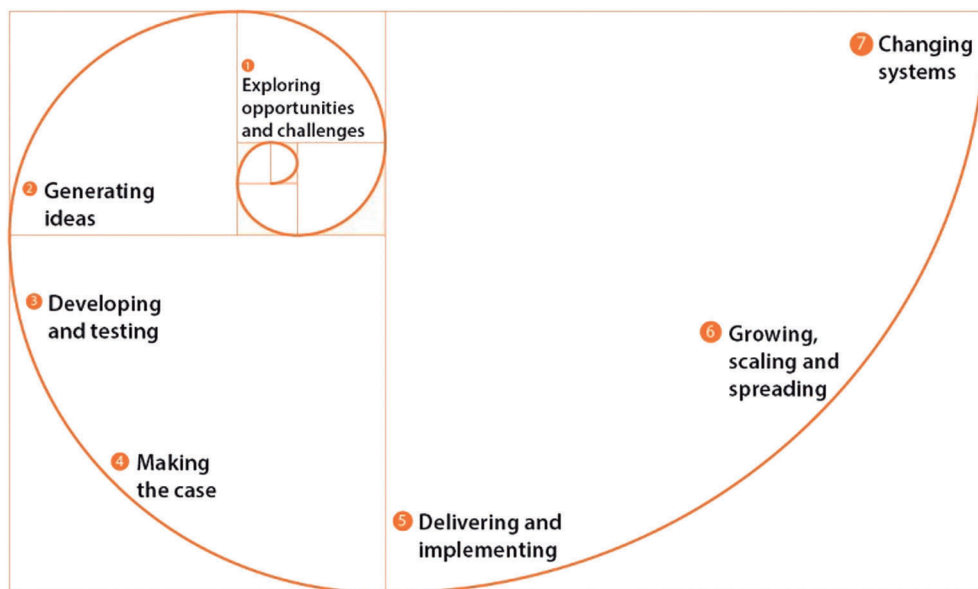 1
Exploring
opportunities
and challenges
2 Generating
ideas
3 Developing
and testing
4 Making
the case
5 Delivering and
implementing
6 Growing,
scaling and
spreading
7 Changing
systems